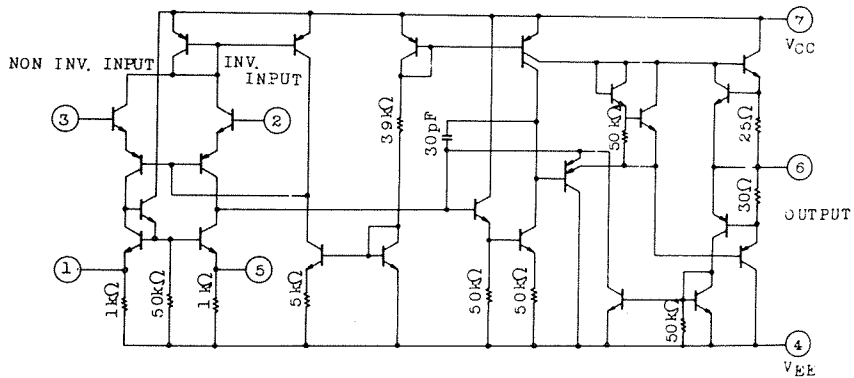 7
VCC
NON INV. INPUT
INV.
INPUT
3
2
39kΩ
30pF
50kΩ
25Ω
6
30Ω
OUTPUT
1
5
1kΩ
50kΩ
1kΩ
5kΩ
50kΩ
50kΩ
50kΩ
4
VEE